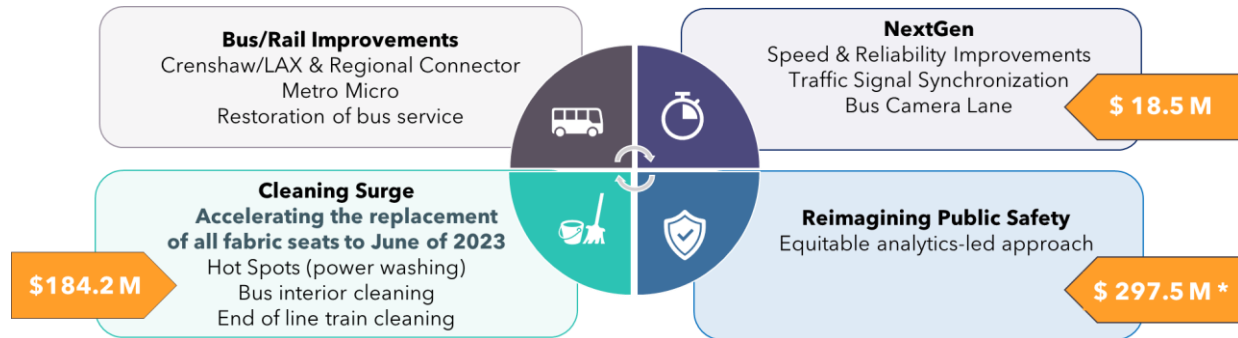 Bus/Rail Improvements
Crenshaw/LAX & Regional Connector
Metro Micro
Restoration of bus service
NextGen
Speed & Reliability Improvements
Traffic Signal Synchronization
Bus Camera Lane
$ 18.5 M
Cleaning Surge
Accelerating the replacement
of all fabric seats to June of 2023
Hot Spots (power washing)
Bus interior cleaning
End of line train cleaning
$184.2 M
Reimagining Public Safety
Equitable analytics-led approach
$ 297.5 M *